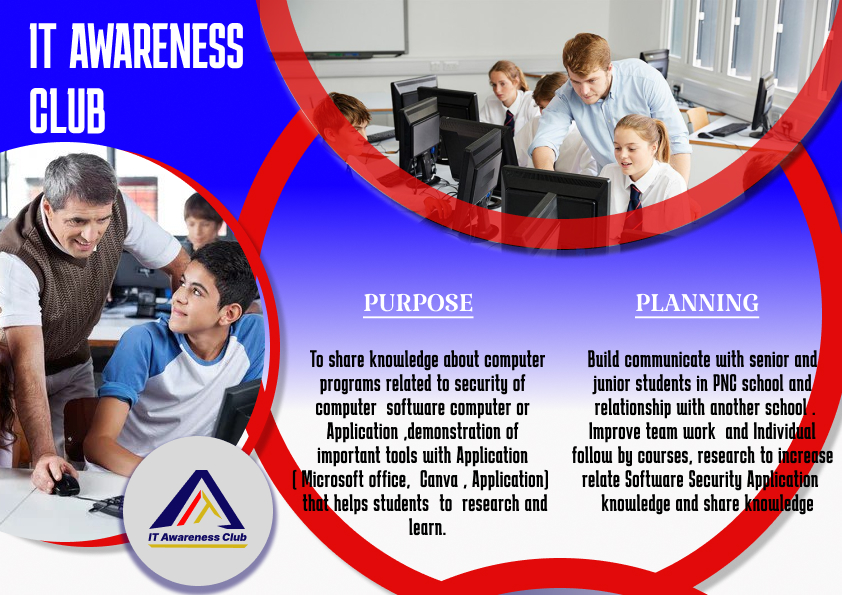 IT AWARENESS
CLUB
PURPOSE
To share knowledge about computer
programs related to security of
computer software computer or
Application ,demonstration of
important tools with Application
( Microsoft office, Canva , Application)
that helps students to research and
learn.
PLANNING
Build communicate with senior and
junior students in PNC school and
relationship with another school .
Improve team work and Individual
follow by courses, research to increase
relate Software Security Application
knowledge and share knowledge
IT Awareness Club